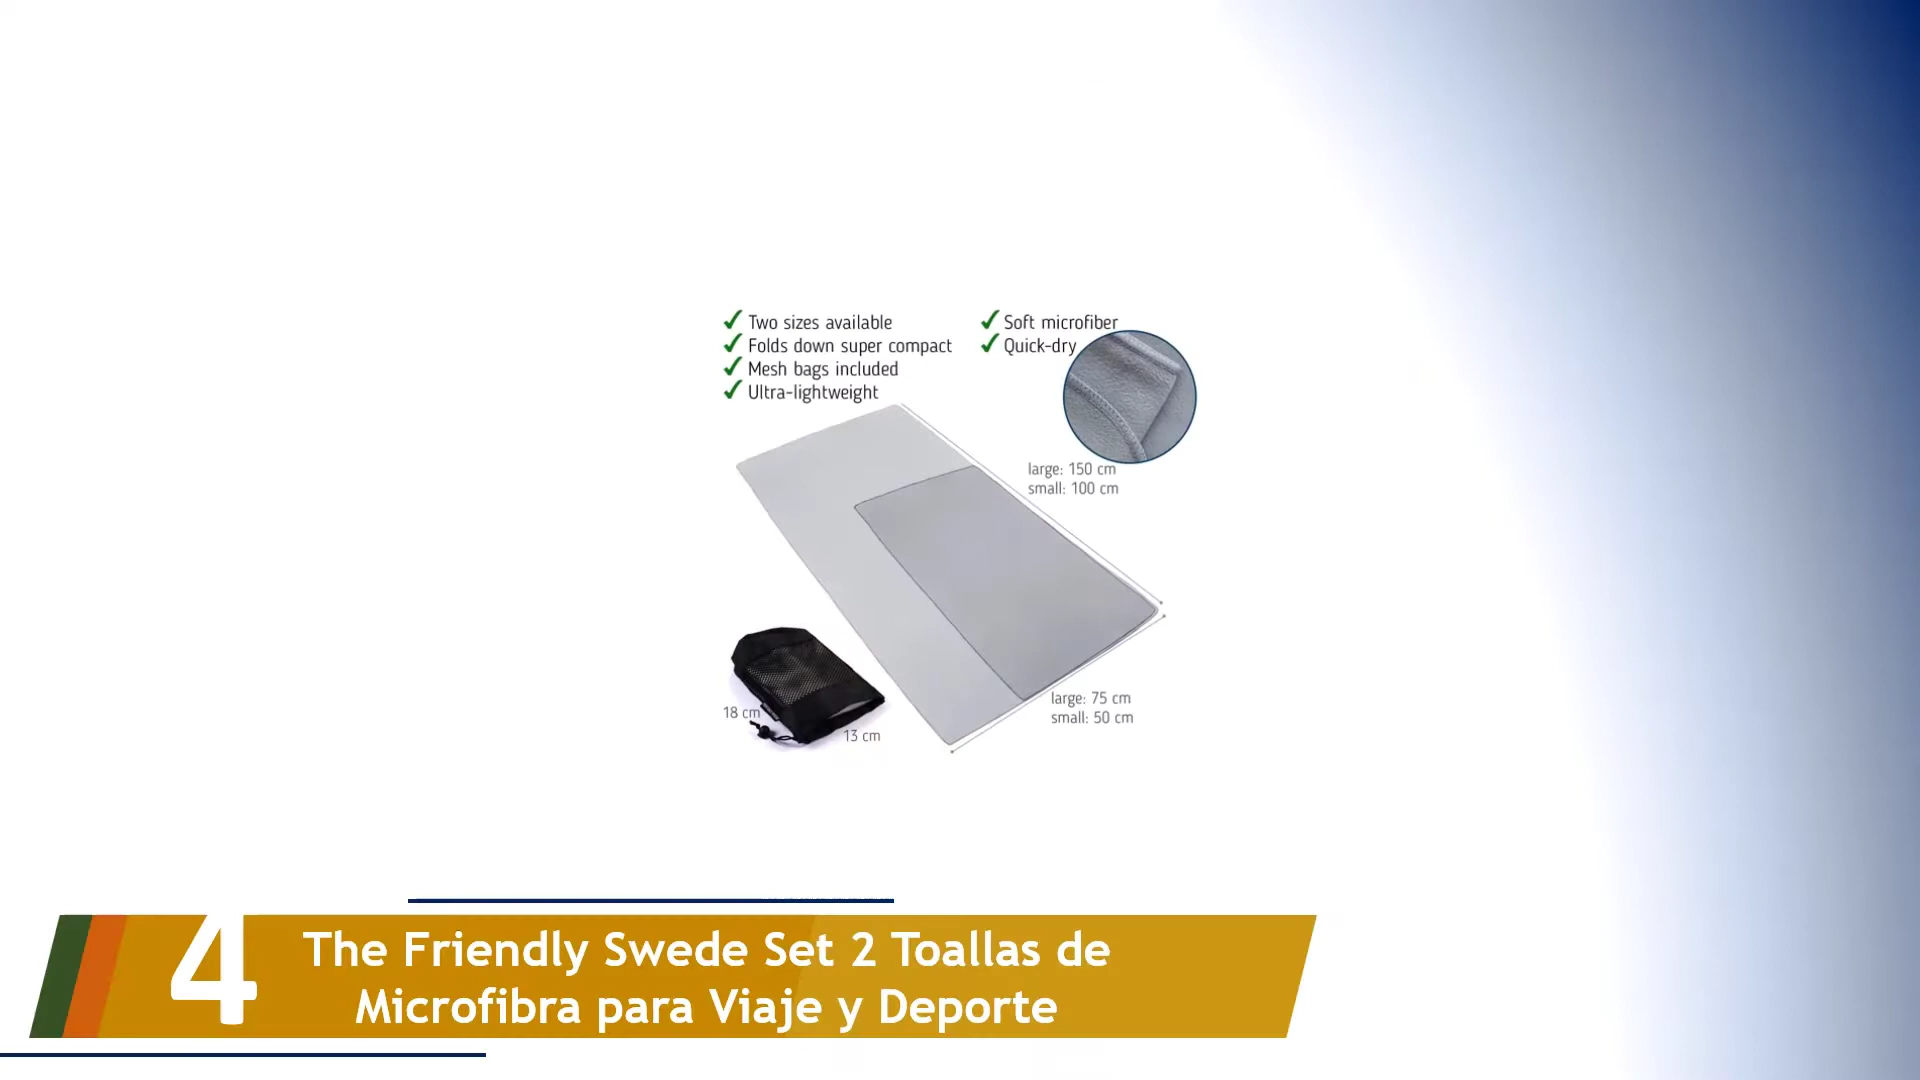 Two sizes available
Folds down super compact
Mesh bags included
Ultra-lightweight
Soft microfiber
Quick-dry
large: 150 cm
small: 100 cm
large: 75 cm
small: 50 cm
18 cm
13 cm
4
The Friendly Swede Set 2 Toallas de
Microfibra para Viaje y Deporte